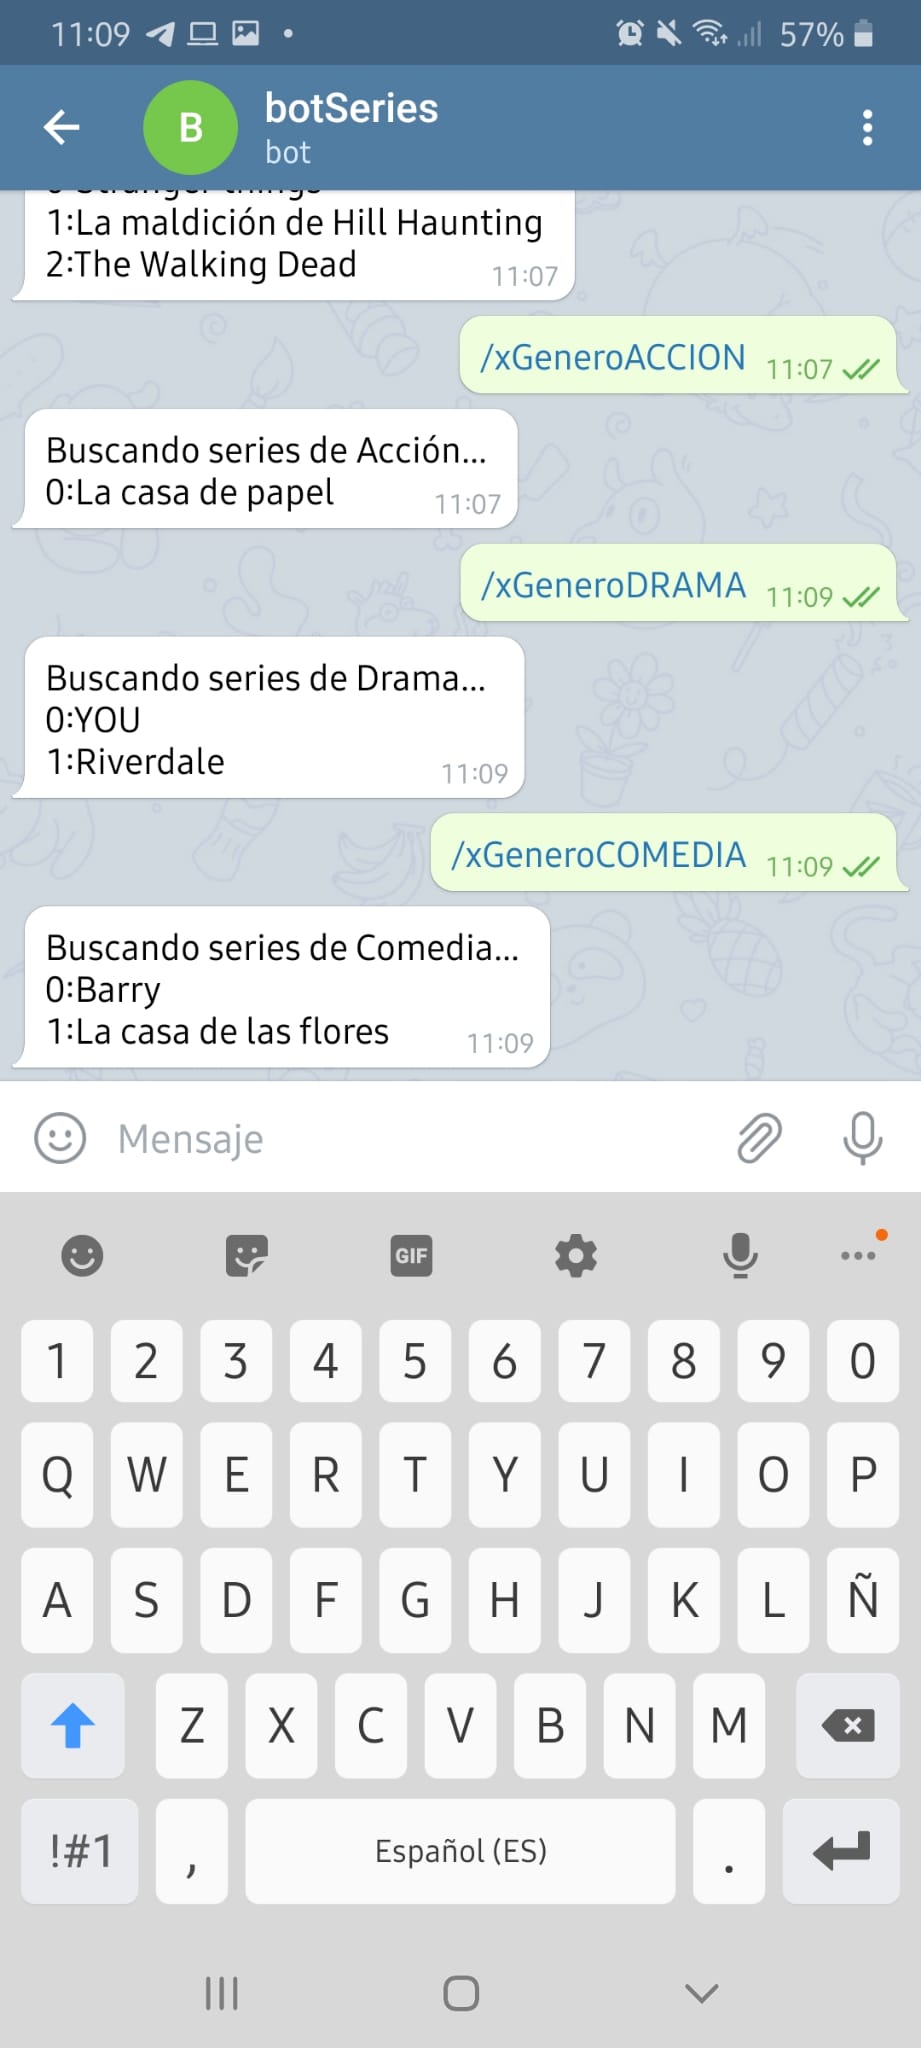 11:09
57%
B
botSeries
bot
1:La maldición de Hill Haunting
2:The Walking Dead
11:07
/xGeneroACCION
11:07
Buscando series de Acción...
0:La casa de papel
11:07
/xGeneroDRAMA
11:09
Buscando series de Drama...
0:YOU
1:Riverdale
11:09
/xGeneroCOMEDIA
11:09
Buscando series de Comedia...
0:Barry
1:La casa de las flores
11:09
Mensaje
GIF
1 2 3 4 5 6 7 8 9 0
Q W E R T Y U I O P
A S D F G H J K L Ñ
Z X C V B N M
!#1 , Español (ES) .